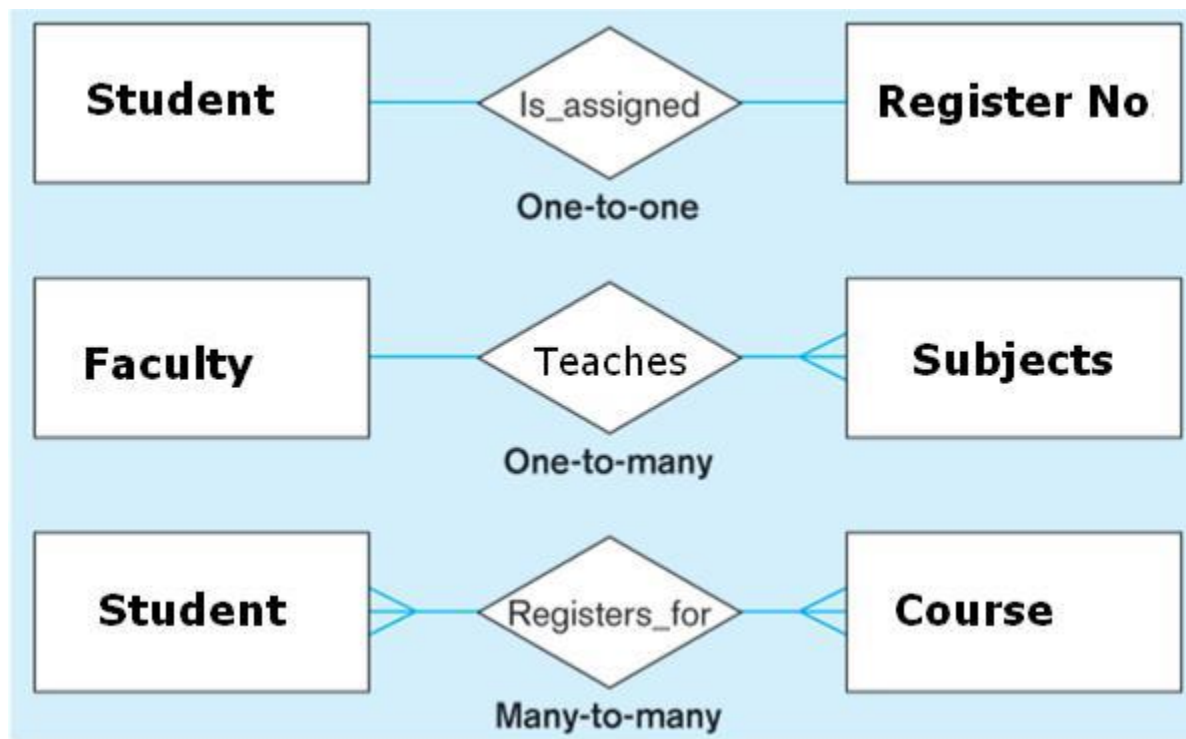 Student
Is_assigned
Register No
One-to-one
Faculty
Teaches
Subjects
One-to-many
Student
Registers_for
Course
Many-to-many